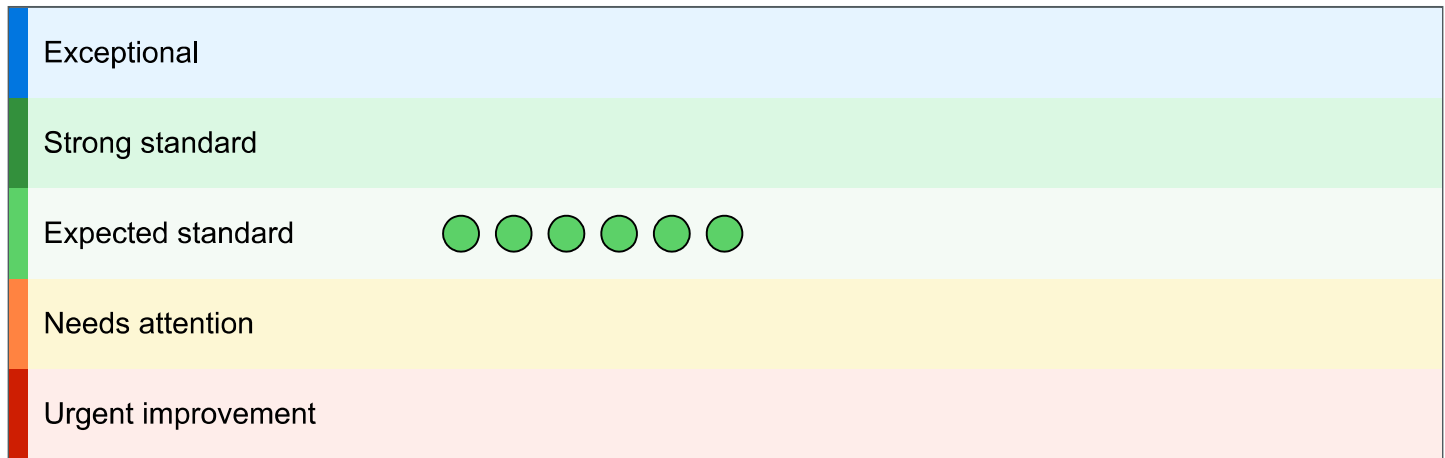 Exceptional
Strong standard
Expected standard
Needs attention
Urgent improvement